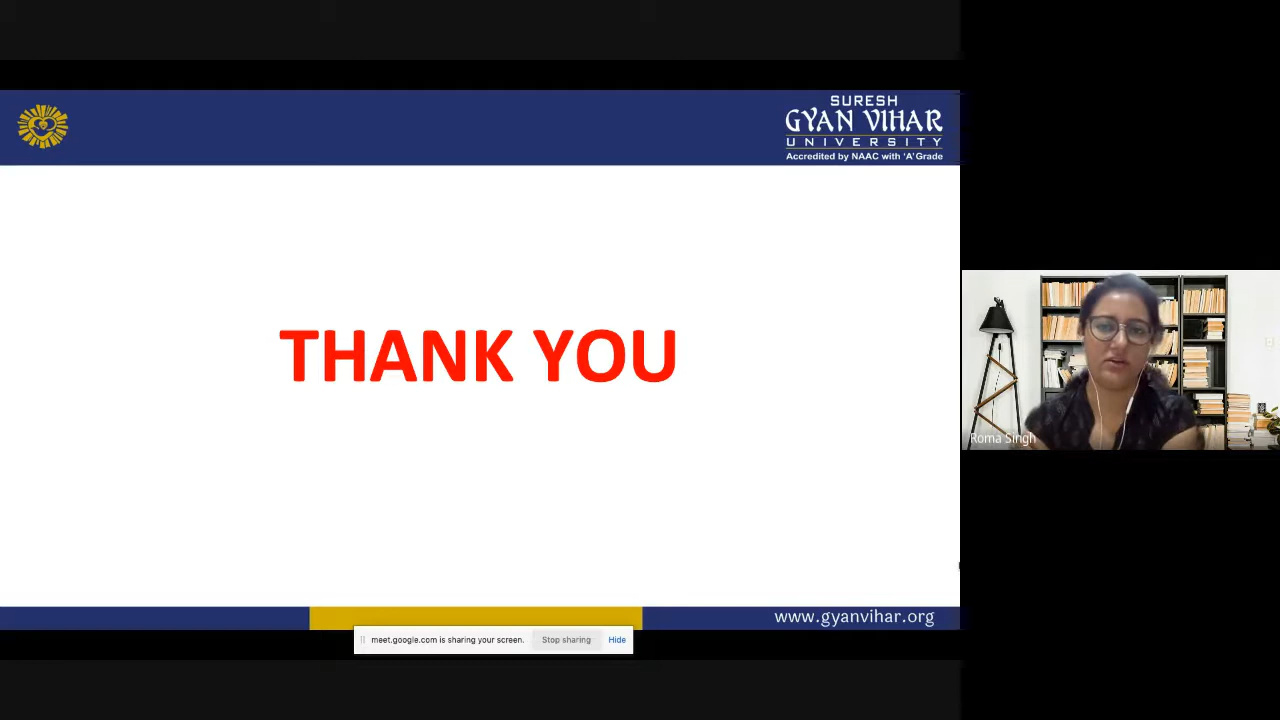 SURESH
GYAN VIHAR
UNIVERSITY
Accredited by NAAC with 'A' Grade
THANK YOU
Roma Singh
www.gyanvihar.org
meet.google.com is sharing your screen. Stop sharing Hide